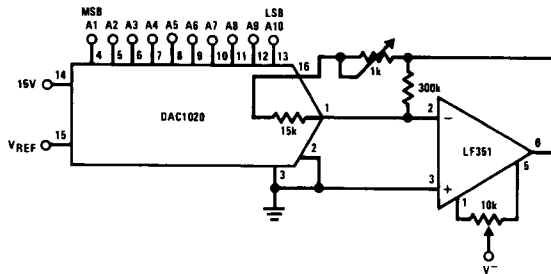 MSB LSB
A1 A2 A3 A4 A5 A6 A7 A8 A9 A10
4 5 6 7 8 9 10 11 12 13
16 1k
15V 14
300k
DAC1020 1 2 6
15k LF351
VREF 15
2 5
3 3
1 10k
V−